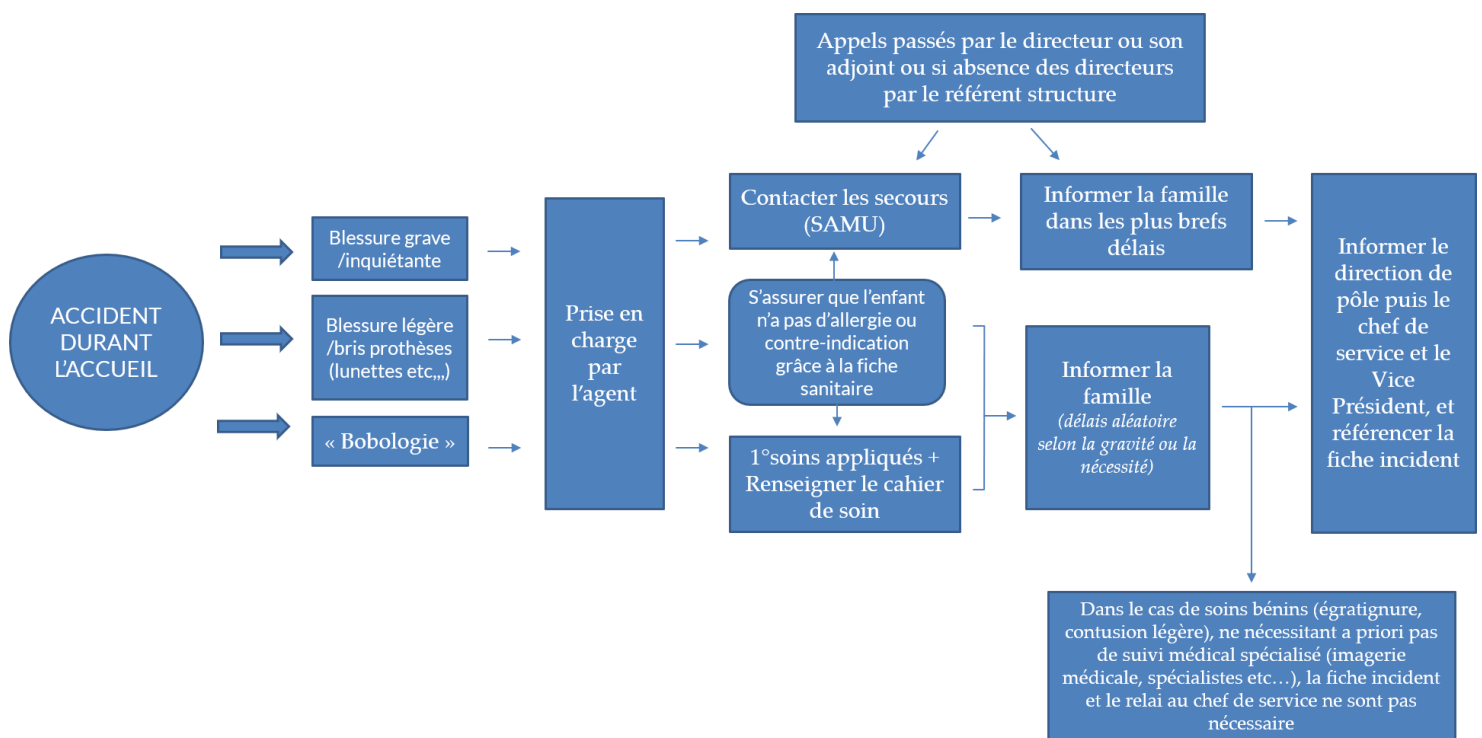 Appels passés par le directeur ou son
adjoint ou si absence des directeurs
par le référent structure
ACCIDENT
DURANT
L'ACCUEIL
Blessure grave
/inquiétante
Blessure légère
/bris prothèses
(lunettes etc,,,)
« Bobologie »
Prise en
charge
par
l'agent
Contacter les secours
(SAMU)
S'assurer que l'enfant
n'a pas d'allergie ou
contre-indication
grâce à la fiche
sanitaire
1°soins appliqués +
Renseigner le cahier
de soin
Informer la famille
dans les plus brefs
délais
Informer la
famille
(délais aléatoire
selon la gravité ou la
nécessité)
Informer le
direction de
pôle puis le
chef de
service et le
Vice
Président, et
référencer la
fiche incident
Dans le cas de soins bénins (égratignure,
contusion légère), ne nécessitant a priori pas
de suivi médical spécialisé (imagerie
médicale, spécialistes etc…), la fiche incident
et le relai au chef de service ne sont pas
nécessaire